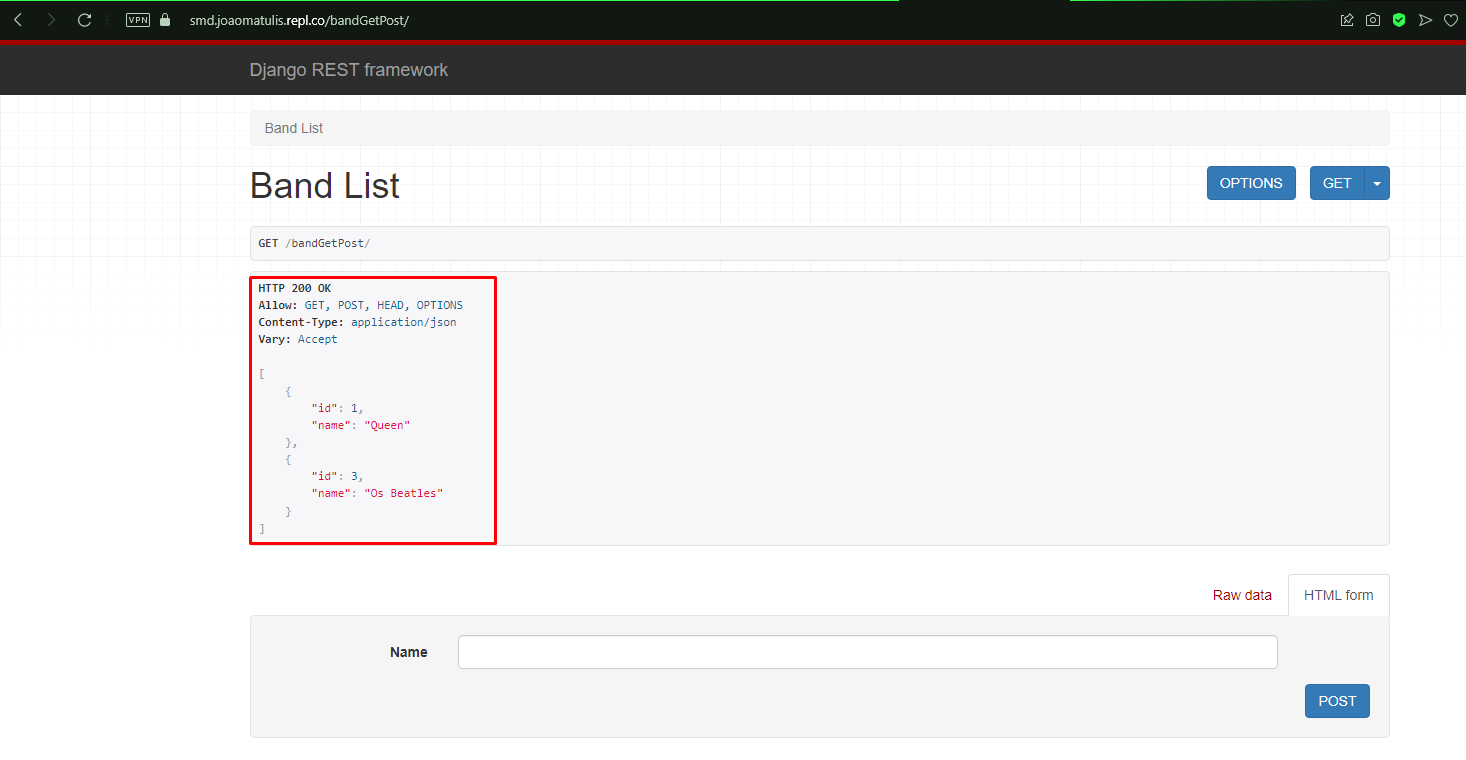 VPN smd.joaomatulis.repl.co/bandGetPost/
Django REST framework
Band List
Band List
OPTIONS GET
GET /bandGetPost/
HTTP 200 OK
Allow: GET, POST, HEAD, OPTIONS
Content-Type: application/json
Vary: Accept
[
    {
        "id": 1,
        "name": "Queen"
    },
    {
        "id": 3,
        "name": "Os Beatles"
    }
]
Raw data HTML form
Name
POST